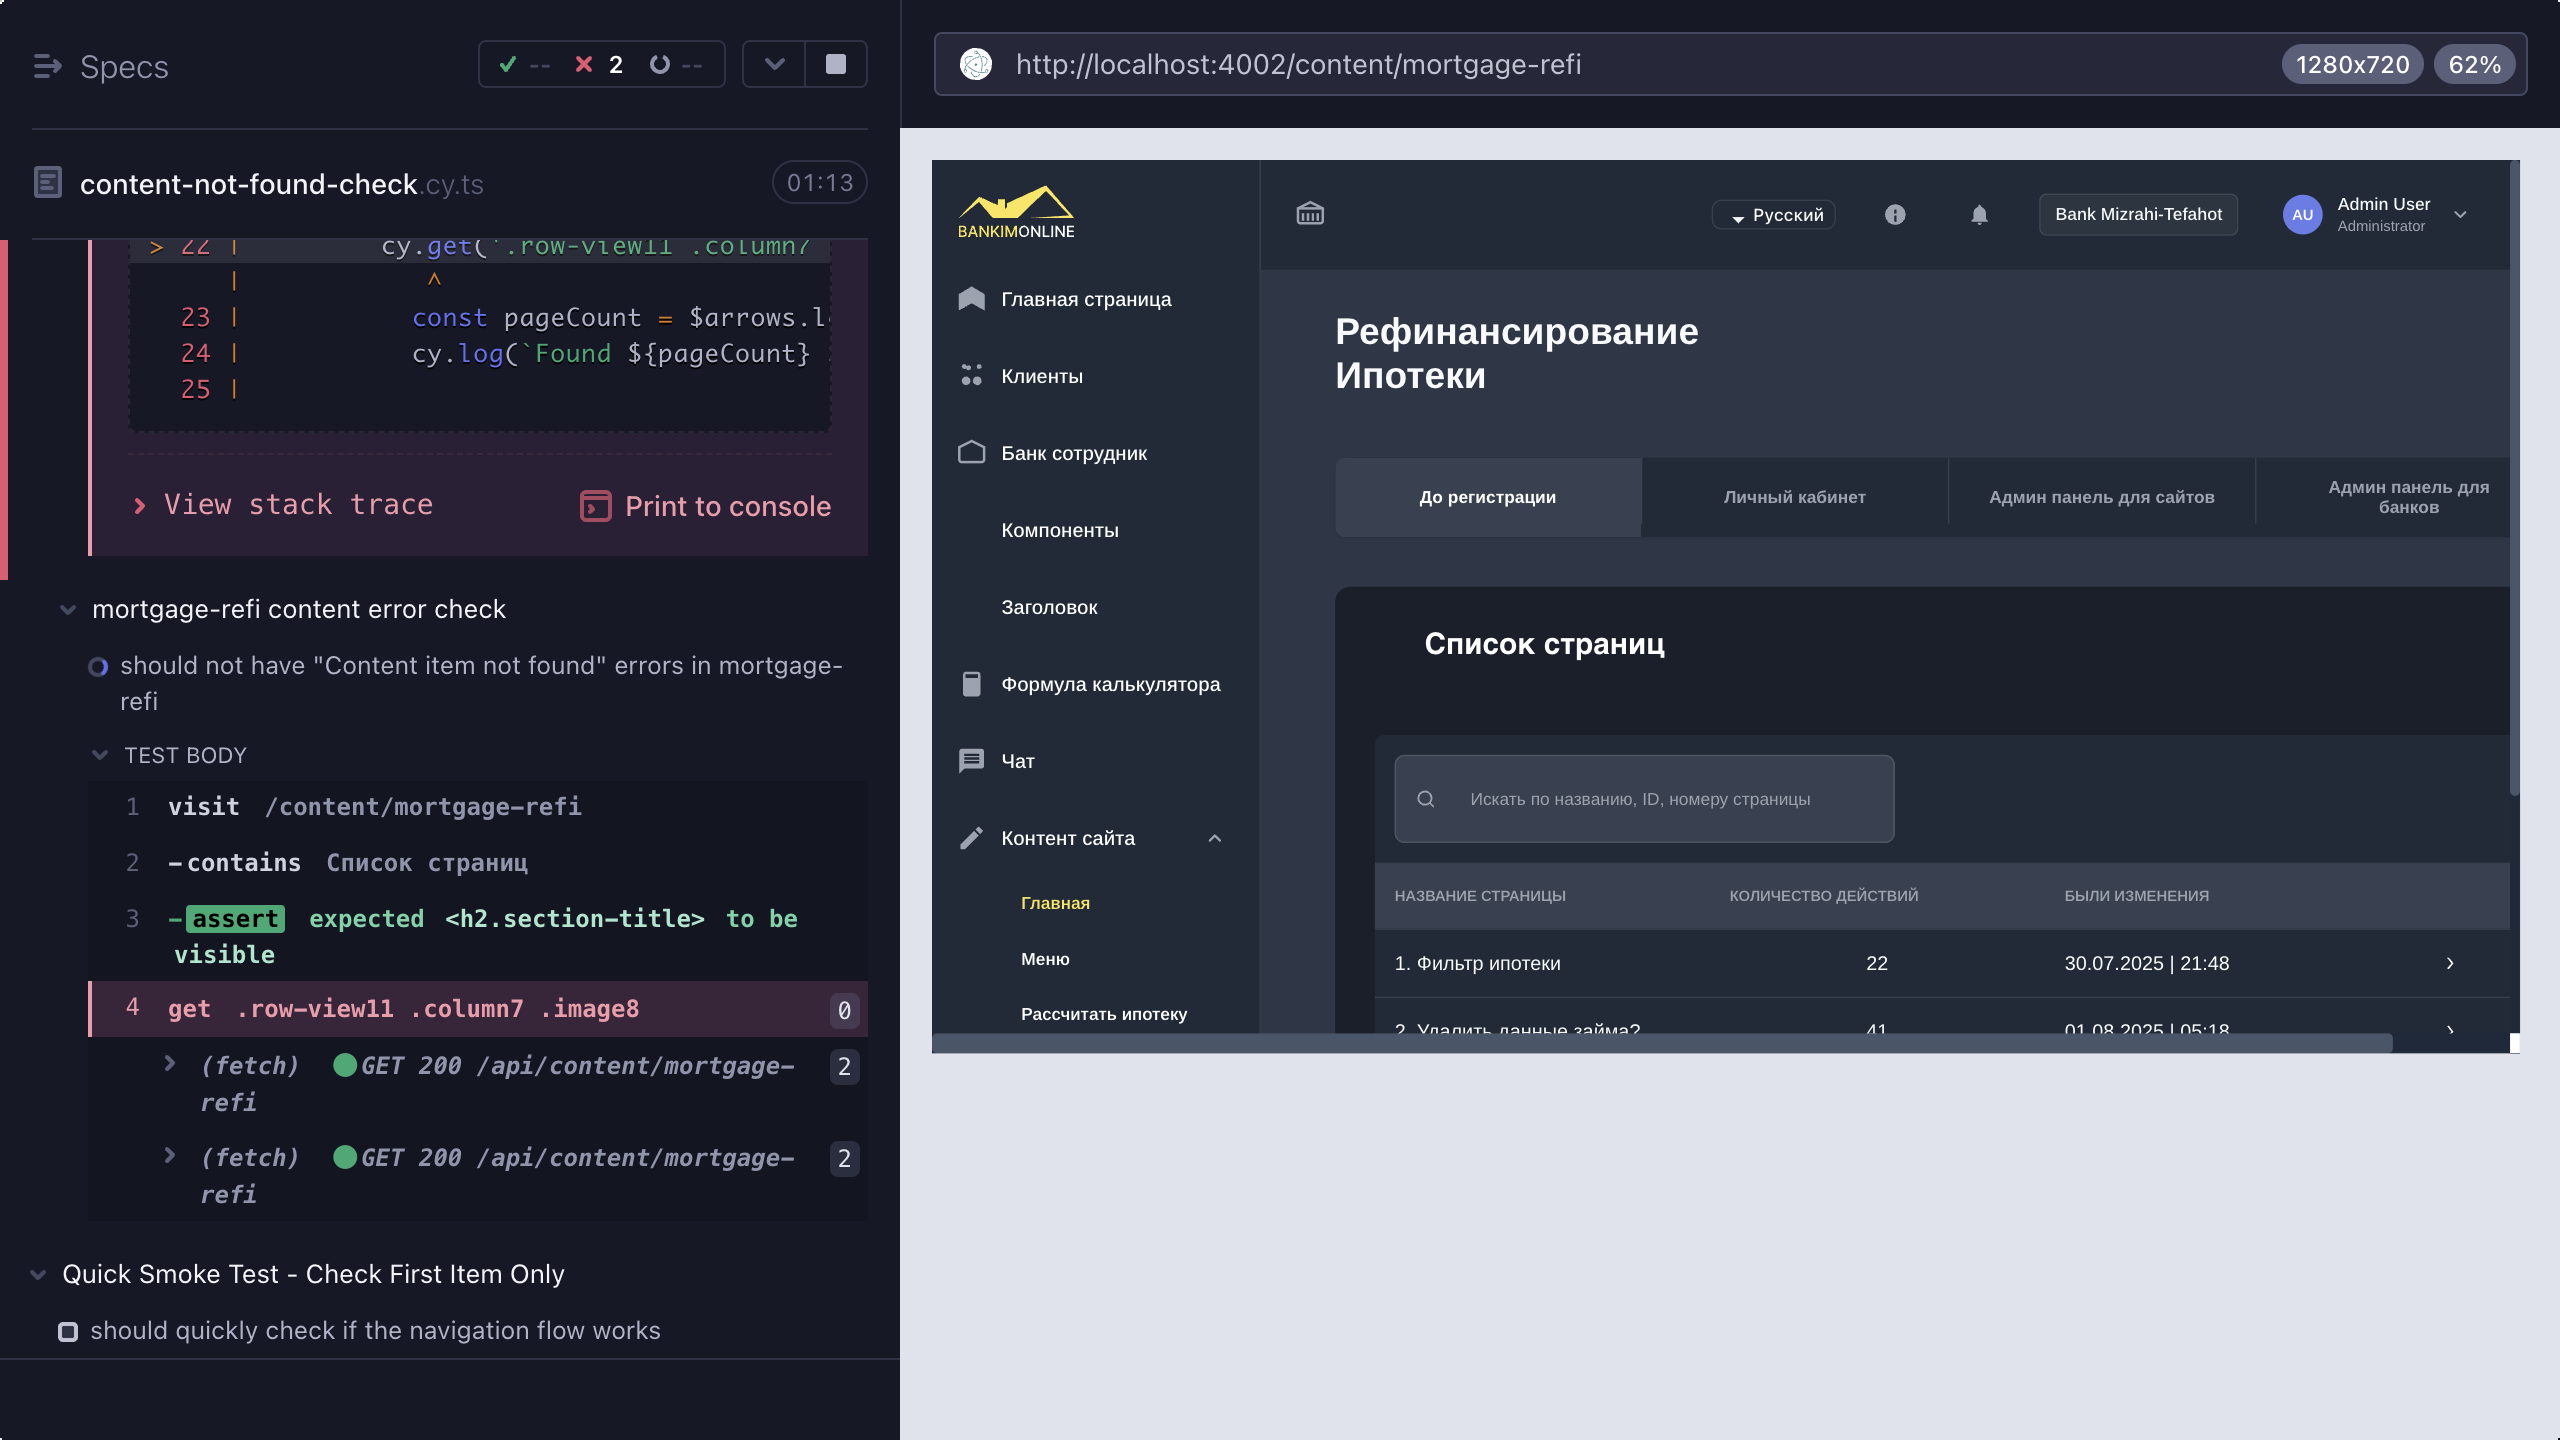 Specs
-- 2 --
content-not-found-check.cy.ts
01:13
> 22 | cy.get('.row-view11 .column7
| ^
23 | const pageCount = $arrows.l
24 | cy.log(`Found ${pageCount}
25 |
View stack trace
Print to console
mortgage-refi content error check
should not have "Content item not found" errors in mortgage-
refi
TEST BODY
1 visit /content/mortgage-refi
2 -contains Список страниц
3 -assert expected <h2.section-title> to be
visible
4 get .row-view11 .column7 .image8 0
(fetch) GET 200 /api/content/mortgage- 2
refi
(fetch) GET 200 /api/content/mortgage- 2
refi
Quick Smoke Test - Check First Item Only
should quickly check if the navigation flow works
http://localhost:4002/content/mortgage-refi
1280x720
62%
BANKIMONLINE
Главная страница
Клиенты
Банк сотрудник
Компоненты
Заголовок
Формула калькулятора
Чат
Контент сайта
Главная
Меню
Рассчитать ипотеку
Русский
Bank Mizrahi-Tefahot
AU
Admin User
Administrator
Рефинансирование
Ипотеки
До регистрации
Личный кабинет
Админ панель для сайтов
Админ панель для
банков
Список страниц
Искать по названию, ID, номеру страницы
НАЗВАНИЕ СТРАНИЦЫ КОЛИЧЕСТВО ДЕЙСТВИЙ БЫЛИ ИЗМЕНЕНИЯ
1. Фильтр ипотеки 22 30.07.2025 | 21:48
2. Удалить данные займа? 41 01.08.2025 | 05:18